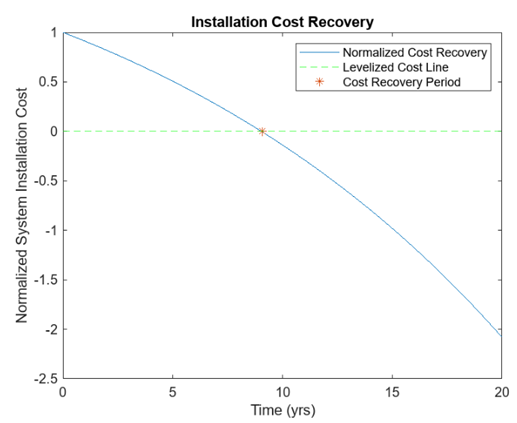 Installation Cost Recovery
Normalized Cost Recovery
Levelized Cost Line
Cost Recovery Period
Normalized System Installation Cost
1
0.5
0
-0.5
-1
-1.5
-2
-2.5
0 5 10 15 20
Time (yrs)